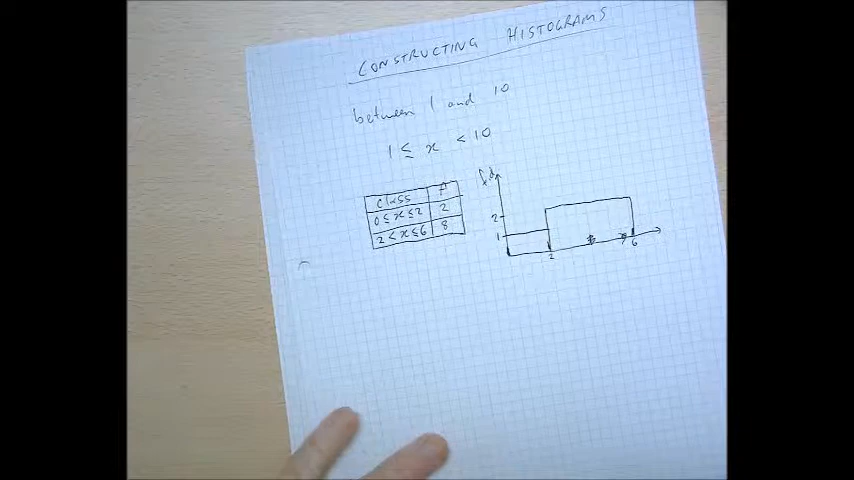 CONSTRUCTING HISTOGRAMS
between 1 and 10
1 ≤ x < 10
class f
0 ≤ x ≤ 2 2
2 < x ≤ 6 8
f.d.
2
1
2 6